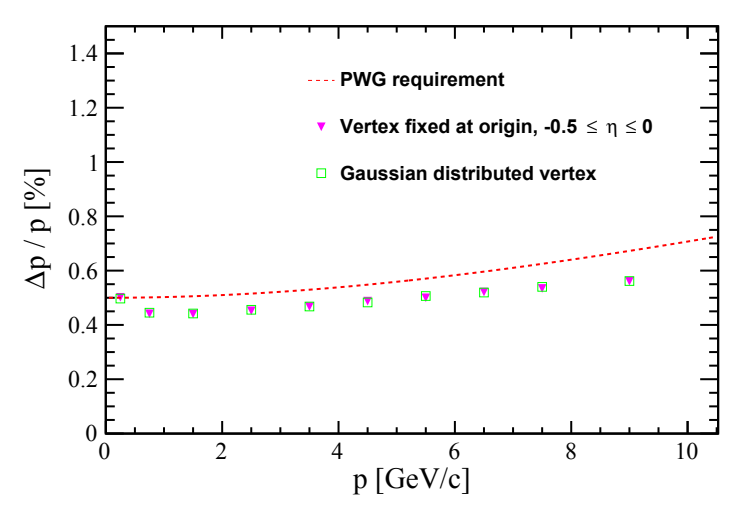 1.4
1.2
1
0.8
0.6
0.4
0.2
0
Δp / p [%]
PWG requirement
Vertex fixed at origin, -0.5 ≤ η ≤ 0
Gaussian distributed vertex
0 2 4 6 8 10
p [GeV/c]